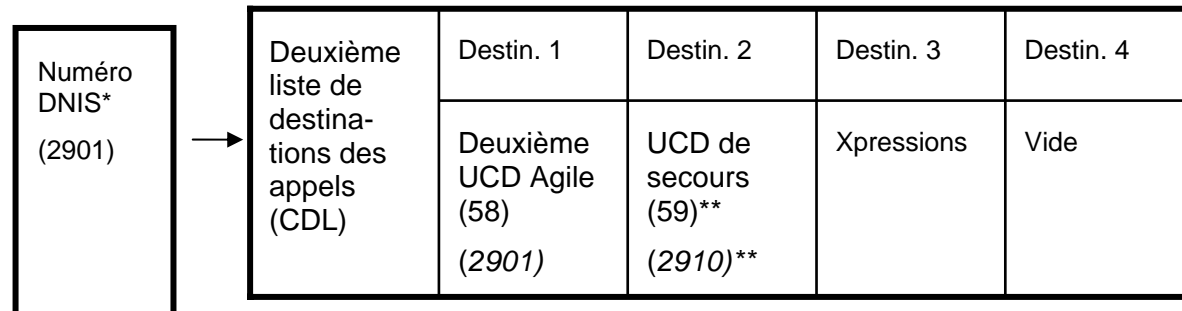 Numéro
DNIS*
(2901)
Deuxième
liste de
destina-
tions des
appels
(CDL)
Destin. 1
Destin. 2
Destin. 3
Destin. 4
Deuxième
UCD Agile
(58)
(2901)
UCD de
secours
(59)**
(2910)**
Xpressions
Vide